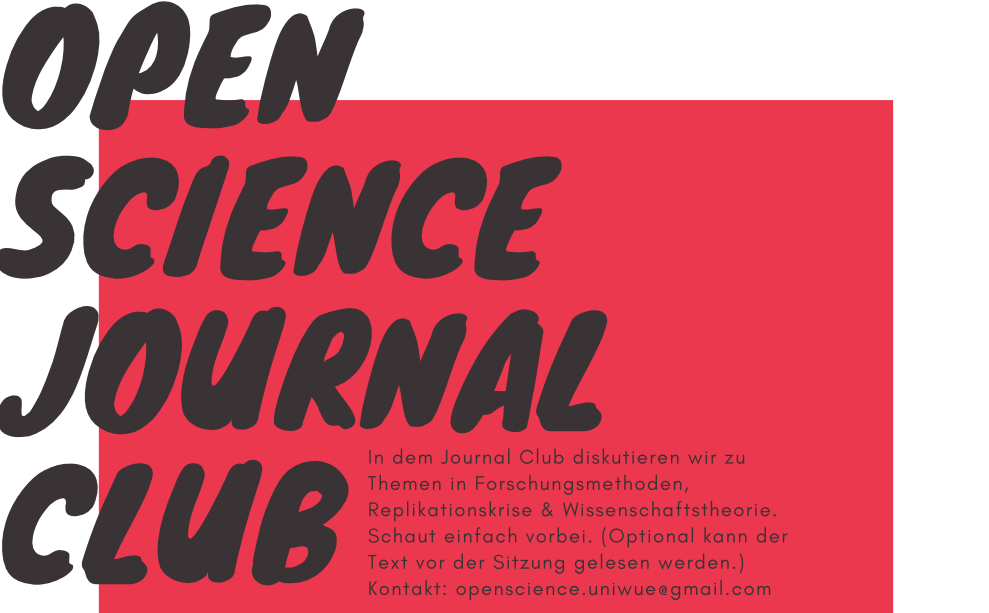 OPEN
SCIENCE
JOURNAL
CLUB
In dem Journal Club diskutieren wir zu
Themen in Forschungsmethoden,
Replikationskrise & Wissenschaftstheorie.
Schaut einfach vorbei. (Optional kann der
Text vor der Sitzung gelesen werden.)
Kontakt: openscience.uniwue@gmail.com